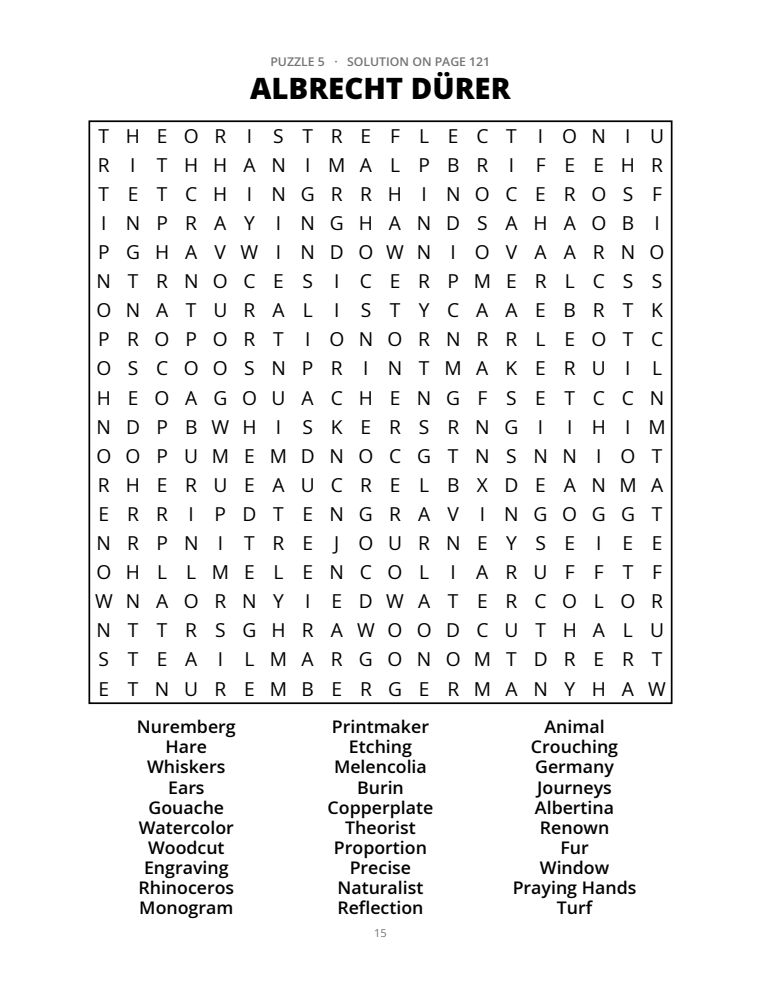 PUZZLE 5 · SOLUTION ON PAGE 121
ALBRECHT DÜRER
T H E O R I S T R E F L E C T I O N I U
R I T H H A N I M A L P B R I F E E H R
T E T C H I N G R R H I N O C E R O S F
I N P R A Y I N G H A N D S A H A O B I
P G H A V W I N D O W N I O V A A R N O
N T R N O C E S I C E R P M E R L C S S
O N A T U R A L I S T Y C A A E B R T K
P R O P O R T I O N O R N R R L E O T C
O S C O O S N P R I N T M A K E R U I L
H E O A G O U A C H E N G F S E T C C N
N D P B W H I S K E R S R N G I I H I M
O O P U M E M D N O C G T N S N N I O T
R H E R U E A U C R E L B X D E A N M A
E R R I P D T E N G R A V I N G O G G T
N R P N I T R E J O U R N E Y S E I E E
O H L L M E L E N C O L I A R U F F T F
W N A O R N Y I E D W A T E R C O L O R
N T T R S G H R A W O O D C U T H A L U
S T E A I L M A R G O N O M T D R E R T
E T N U R E M B E R G E R M A N Y H A W
Nuremberg Printmaker Animal
Hare Etching Crouching
Whiskers Melencolia Germany
Ears Burin Journeys
Gouache Copperplate Albertina
Watercolor Theorist Renown
Woodcut Proportion Fur
Engraving Precise Window
Rhinoceros Naturalist Praying Hands
Monogram Reflection Turf
15